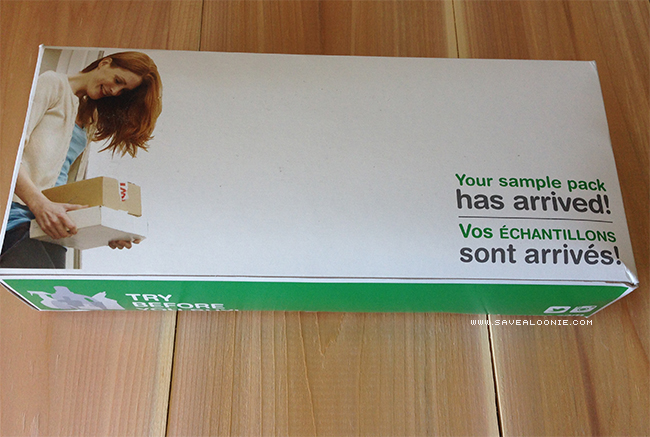 Your sample pack
has arrived!
Vos ÉCHANTILLONS
sont arrivés!
TRY
BEFORE
WWW.SAVEALOONIE.COM